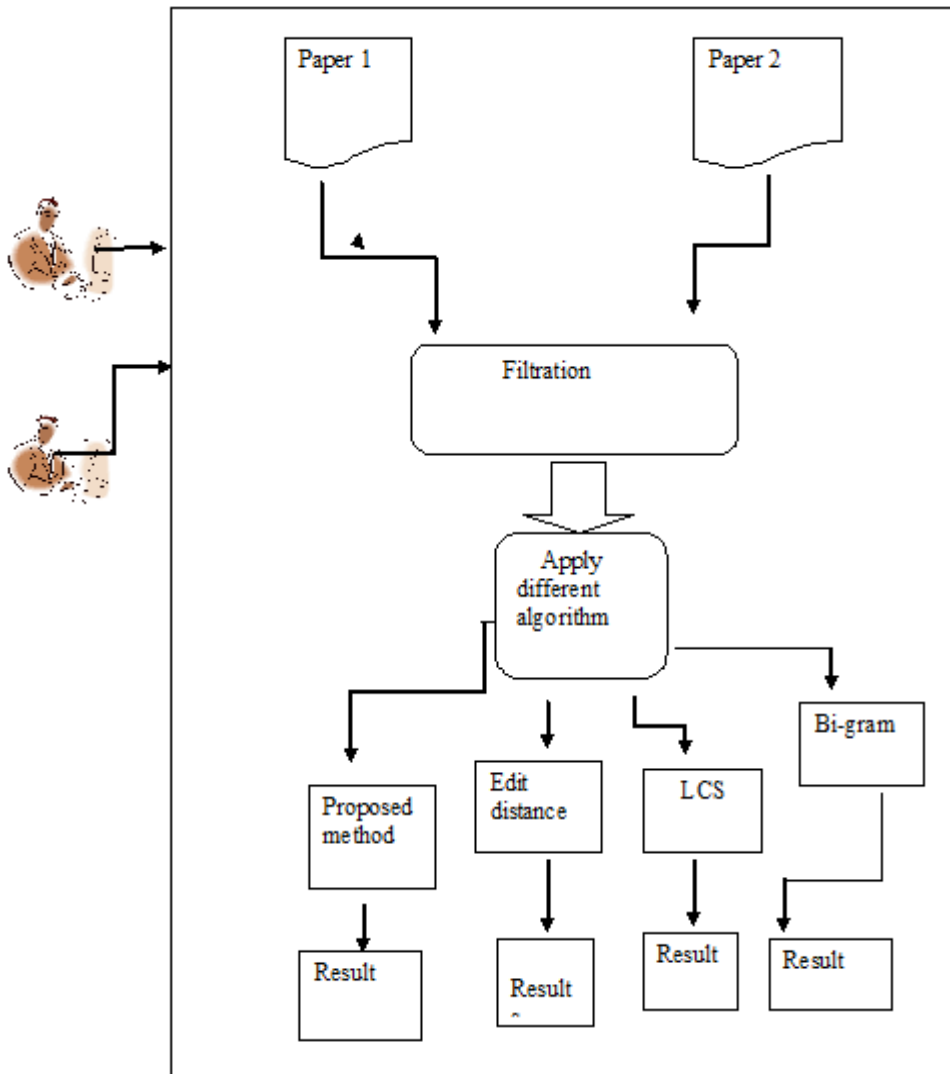 Paper 1
Paper 2
Filtration
Apply
different
algorithm
Bi-gram
Edit
distance
LCS
Proposed
method
Result
Result
Result
Result